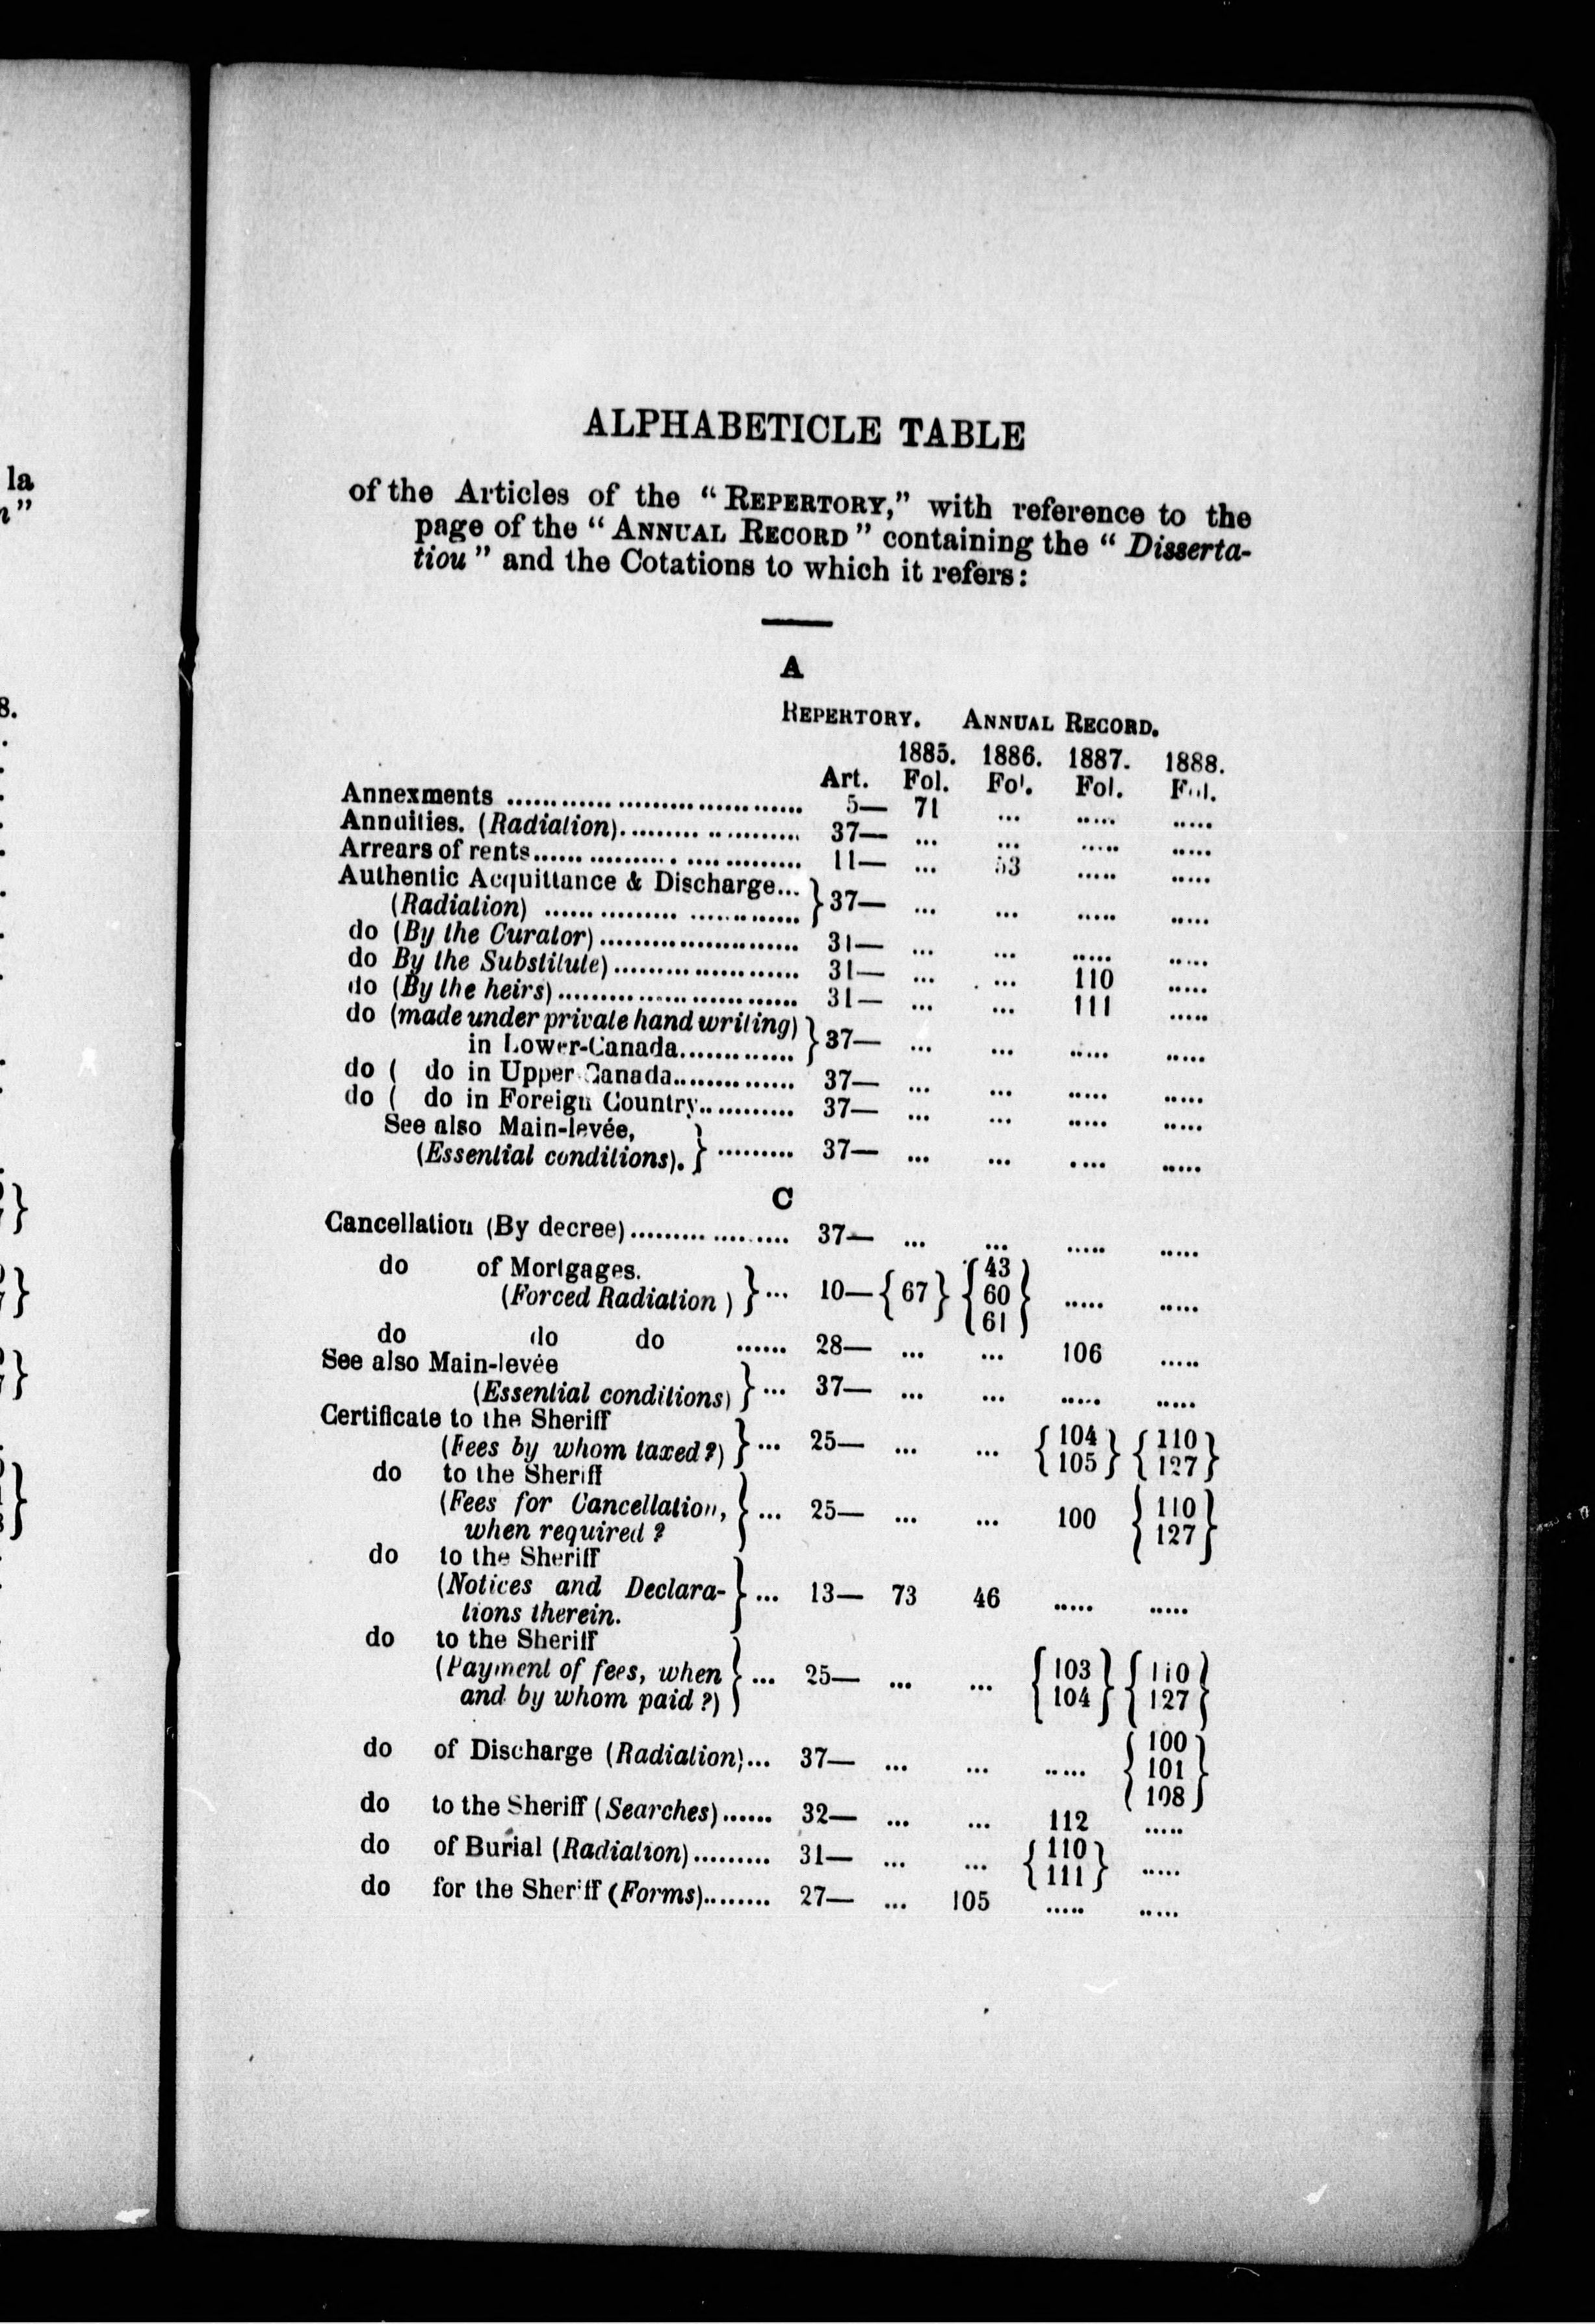 la
n”
8.
ALPHABETICLE TABLE
of the Articles of the “ REPERTORY,” with reference to the
page of the “ ANNUAL RECORD ” containing the “ Disserta-
tiou ” and the Cotations to which it refers:
A
REPERTORY. ANNUAL RECORD.
1885. 1886. 1887. 1888.
Art. Fol. Fol. Fol. Fol.
Annexments ........................ 5— 71 ... ..... .....
Annuities. (Radiation)........................ 37— ... ... ..... .....
Arrears of rents........................ 11— ... 53 ..... .....
Authentic Acquittance & Discharge...
(Radiation) ........................ } 37— ... ... ..... .....
do (By the Curator)........................ 31— ... ... ..... .....
do By the Substitute)........................ 31— ... ... 110 .....
do (By the heirs)........................ 31— ... ... 111 .....
do (made under private hand writing)
in Lower-Canada............. } 37— ... ... ..... .....
do ( do in Upper Canada............... 37— ... ... ..... .....
do ( do in Foreign Country............ 37— ... ... ..... .....
See also Main-levée,
(Essential conditions). } ......... 37— ... ... ..... .....
C
Cancellation (By decree).................. 37— ... ... ..... .....
do of Mortgages. { 43 }
(Forced Radiation ) } ... 10— { 67 } { 60 } ..... .....
{ 61 }
do do do ...... 28— ... ... 106 .....
See also Main-levée
(Essential conditions) } ... 37— ... ... ..... .....
Certificate to the Sheriff
(Fees by whom taxed ?) } ... 25— ... ... { 104 105 } { 110 127 }
do to the Sheriff
(Fees for Cancellation, } ... 25— ... ... 100 { 110 127 }
when required ?
do to the Sheriff
(Notices and Declara- } ... 13— 73 46 ..... .....
tions therein.
do to the Sheriff
(Payment of fees, when } ... 25— ... ... { 103 104 } { 110 127 }
and by whom paid ?)
do of Discharge (Radiation)... 37— ... ... ..... { 100 101 108 }
do to the Sheriff (Searches)...... 32— ... ... 112 .....
do of Burial (Radiation)......... 31— ... ... { 110 111 } .....
do for the Sheriff (Forms)........ 27— ... 105 ..... .....